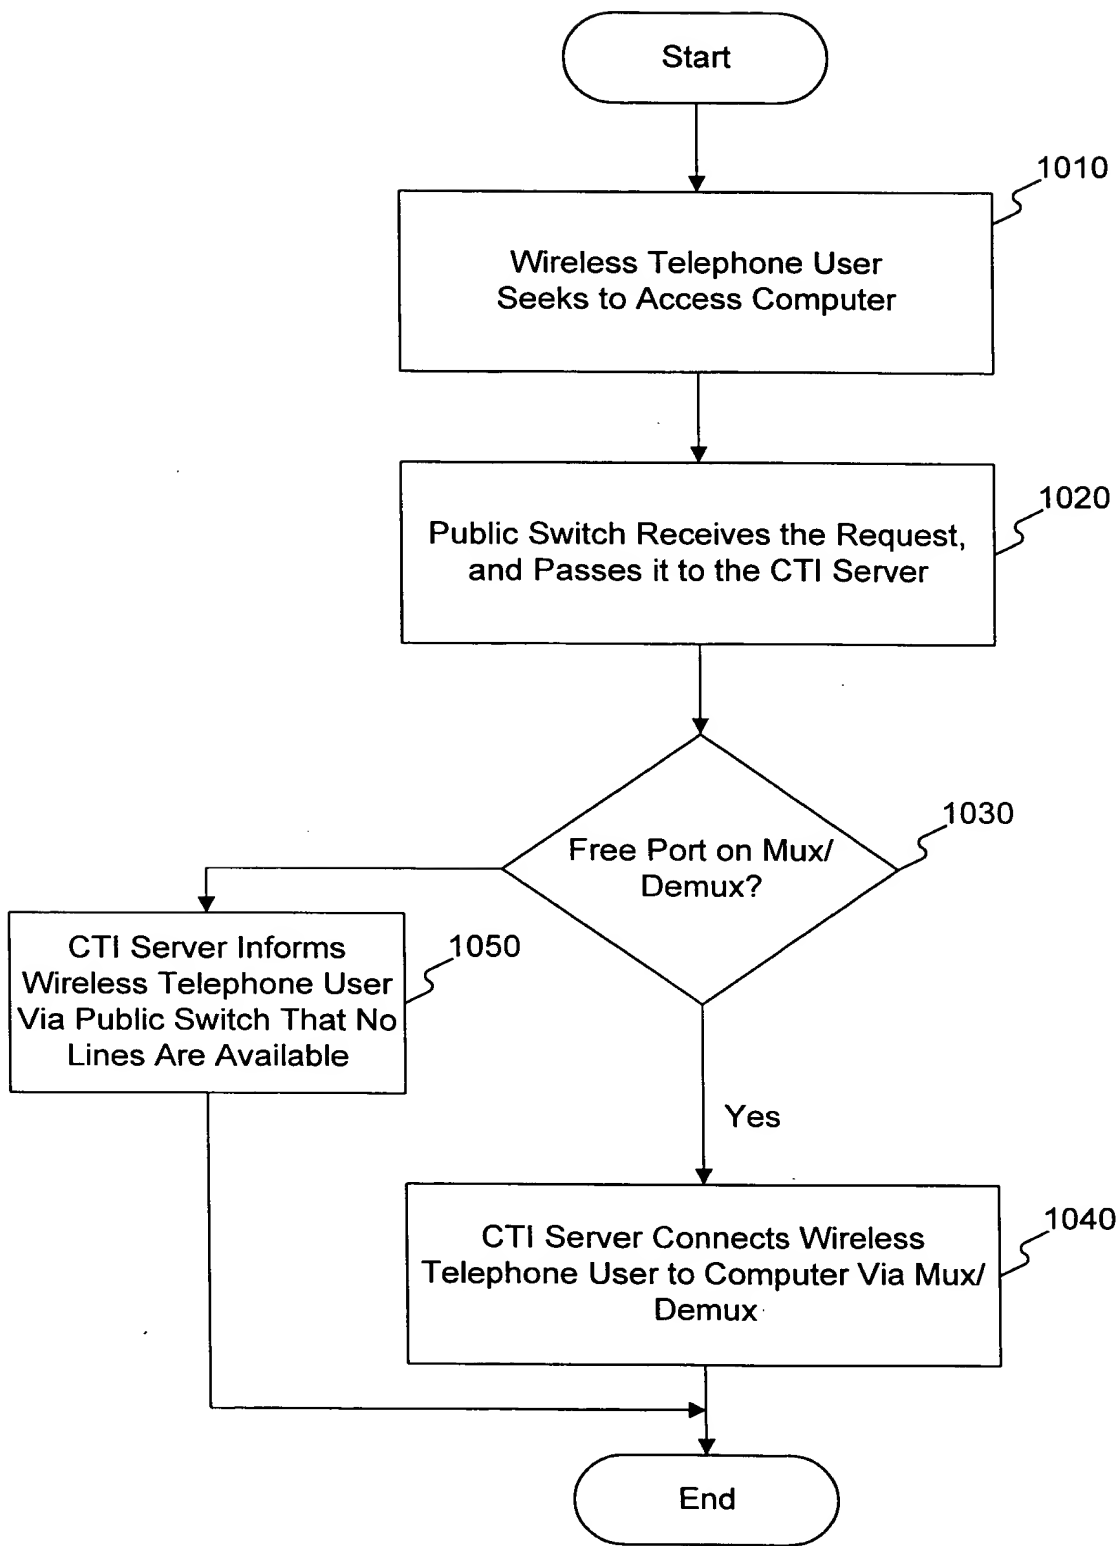 Start
1010
Wireless Telephone User
Seeks to Access Computer
1020
Public Switch Receives the Request,
and Passes it to the CTI Server
1030
Free Port on Mux/
Demux?
CTI Server Informs
Wireless Telephone User
Via Public Switch That No
Lines Are Available
1050
Yes
1040
CTI Server Connects Wireless
Telephone User to Computer Via Mux/
Demux
End